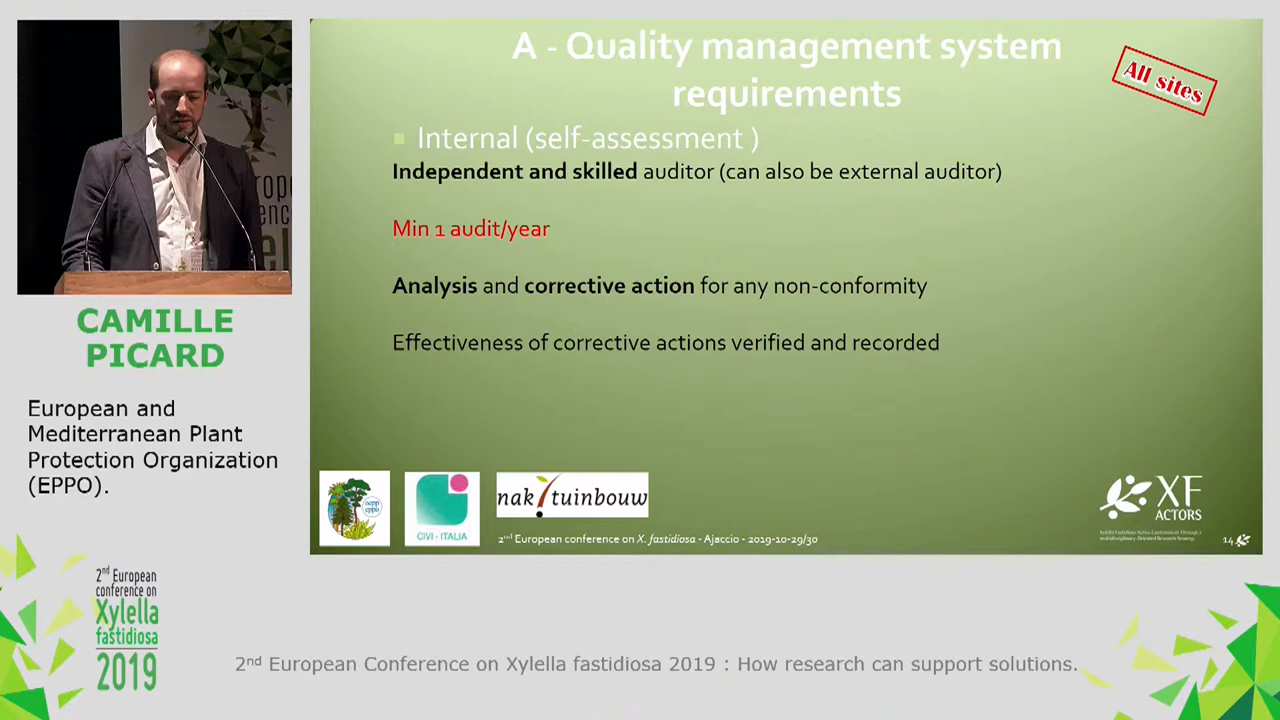 A - Quality management system
requirements
All sites
Internal (self-assessment )
Independent and skilled auditor (can also be external auditor)
Min 1 audit/year
Analysis and corrective action for any non-conformity
Effectiveness of corrective actions verified and recorded
CAMILLE
PICARD
European and
Mediterranean Plant
Protection Organization
(EPPO).
oepp
eppo
CIVI - ITALIA
naktuinbouw
2nd European conference on X. fastidiosa - Ajaccio - 2019-10-29/30
XF
ACTORS
14
2nd European
conference on
Xylella
fastidiosa
2019
2nd European Conference on Xylella fastidiosa 2019 : How research can support solutions.